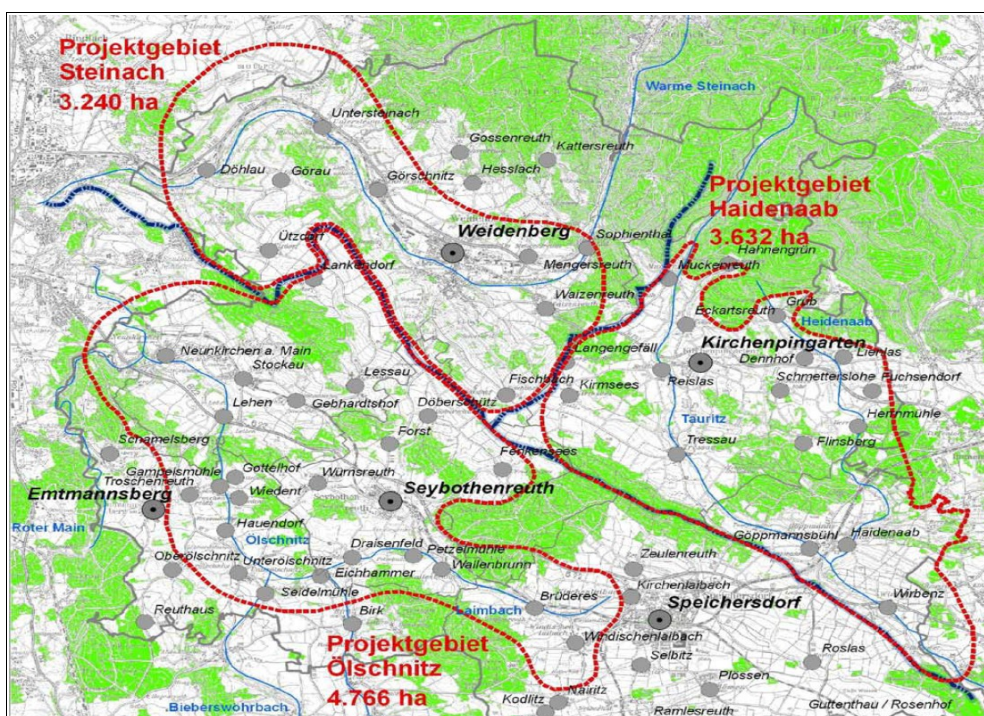 Projektgebiet
Steinach
3.240 ha
Warme Steinach
Untersteinach
Gossenreuth
Kattersreuth
Döhlau
Görau
Görschnitz
Hesslach
Projektgebiet
Haidenaab
3.632 ha
Ützdorf
Weidenberg
Sophienthal
Hahnengrün
Lankendorf
Mengersreuth
Muckenreuth
Waizenreuth
Eckartsreuth
Grub
Heidenaab
Langengefäll
Kirchenpingarten
Neunkirchen a. Main
Stockau
Lessau
Fischbach
Kirmsees
Reislas
Dennhof
Lienlas
Schmetterslohe
Fuchsendorf
Lehen
Gebhardtshof
Döberschütz
Tauritz
Herrnmühle
Schamelsberg
Forst
Tressau
Flinsberg
Gampelsmühle
Gottelhof
Wurnsreuth
Fenkensees
Troschenreuth
Wiedent
Emtmannsberg
Seybothenreuth
Roter Main
Hauendorf
Ölschnitz
Göppmannsbühl
Haidenaab
Oberölschnitz
Unterölschnitz
Draisenfeld
Petzelmühle
Wallenbrunn
Zeulenreuth
Eichhammer
Kirchenlaibach
Seidelmühle
Reuthaus
Birk
Laimbach
Brüderes
Speichersdorf
Wirbenz
Projektgebiet
Ölschnitz
4.766 ha
Windischenlaibach
Selbitz
Roslas
Plössen
Nairitz
Kodlitz
Ramlesreuth
Guttenthau / Rosenhof
Bieberswöhrbach